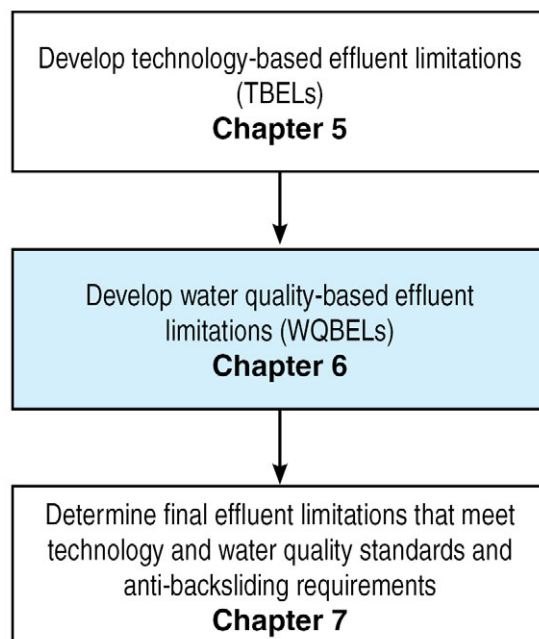 Develop technology-based effluent limitations
(TBELs)
Chapter 5
Develop water quality-based effluent
limitations (WQBELs)
Chapter 6
Determine final effluent limitations that meet
technology and water quality standards and
anti-backsliding requirements
Chapter 7